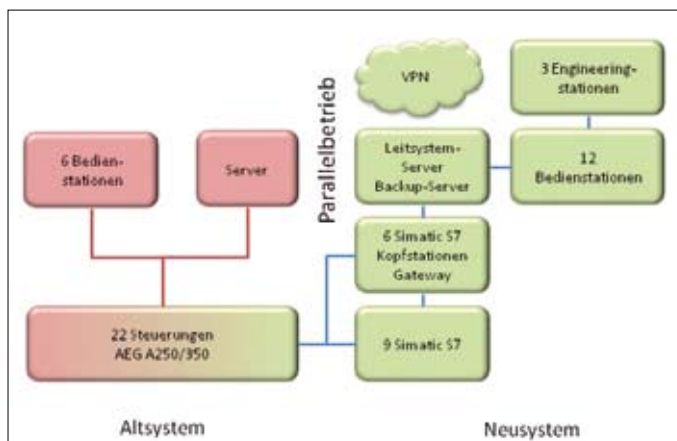 VPN
3 Engineering-
stationen
6 Bedien-
stationen
Server
Parallelbetrieb
Leitsystem-
Server
Backup-Server
12
Bedienstationen
6 Simatic S7
Kopfstationen
Gateway
22 Steuerungen
AEG A250/350
9 Simatic S7
Altsystem
Neusystem